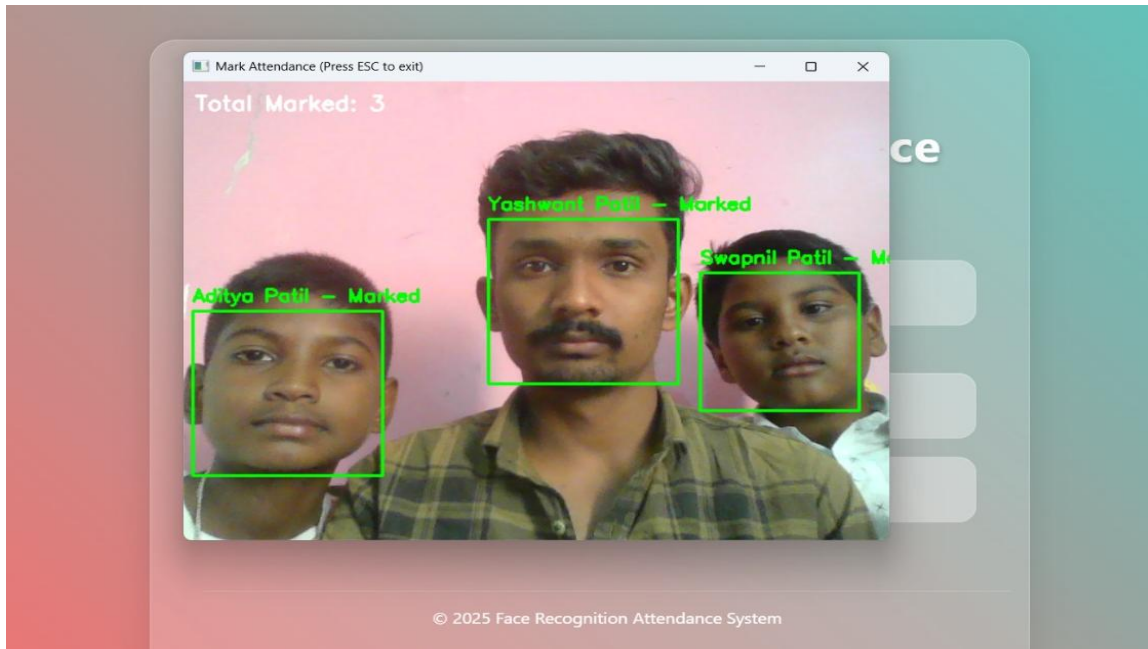 Mark Attendance (Press ESC to exit)
Total Marked: 3
ce
Yashwant Patil - Marked
Swapnil Patil - M
Aditya Patil - Marked
© 2025 Face Recognition Attendance System